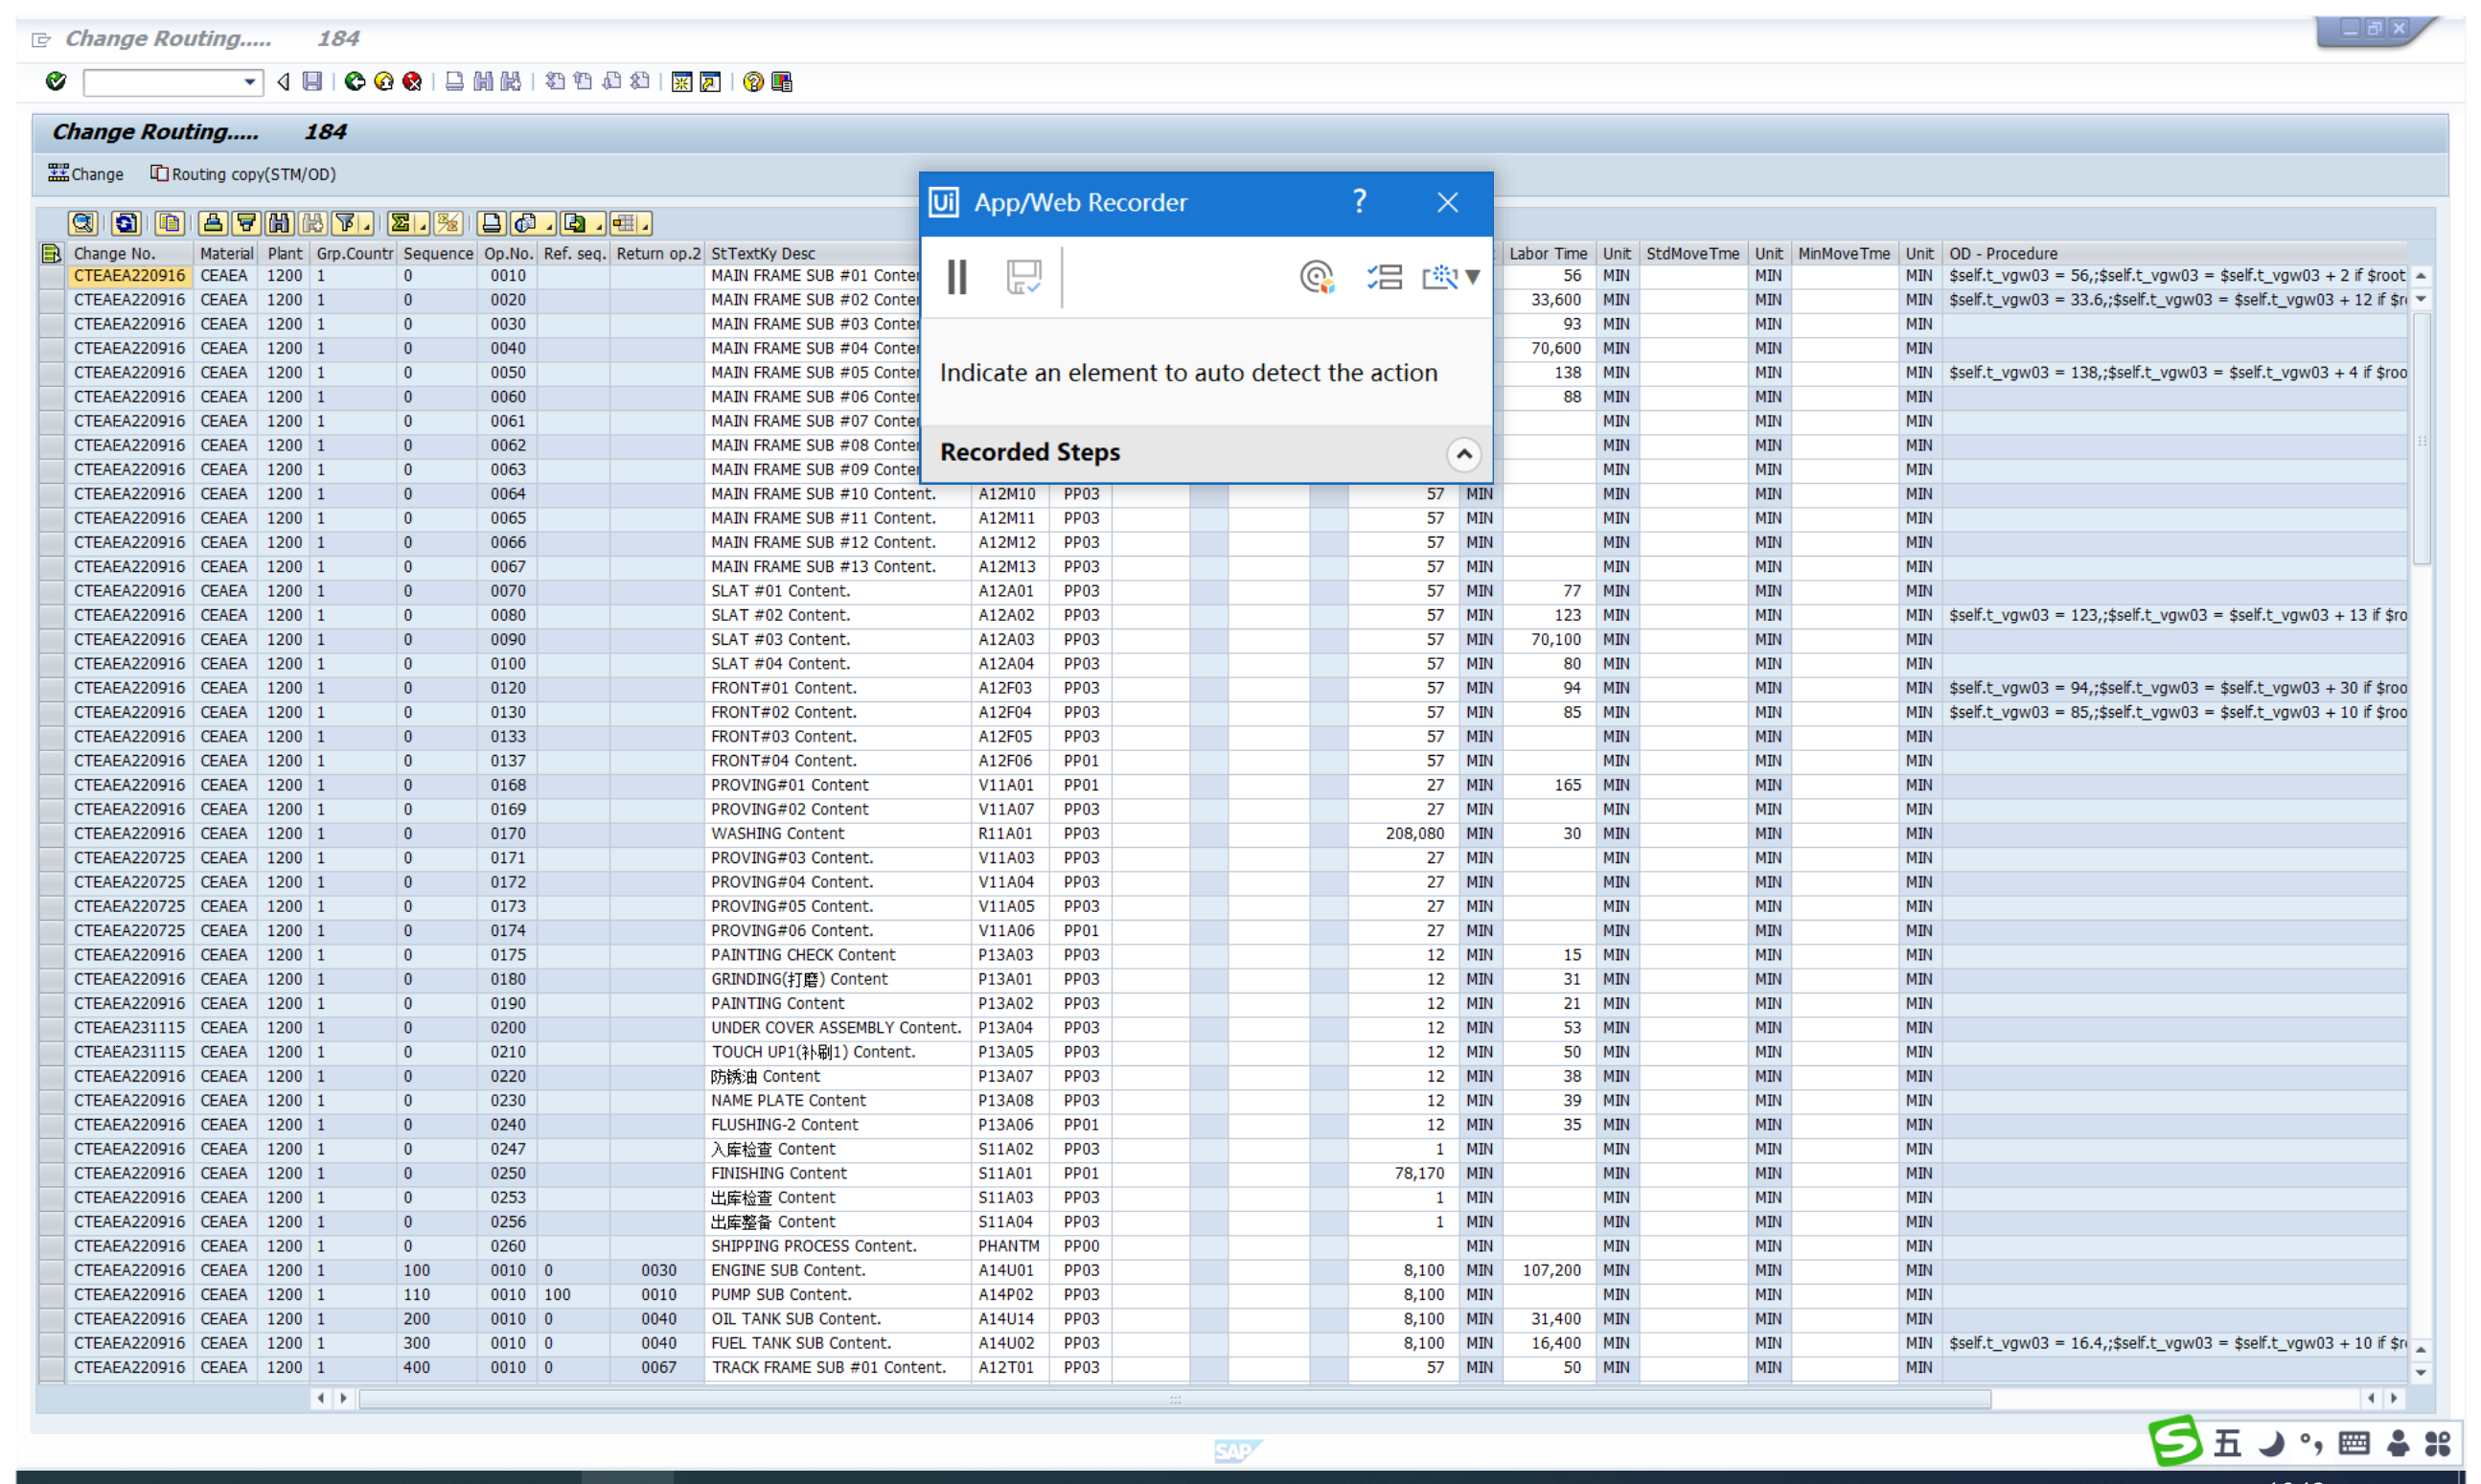 Change Routing..... 184
Change Routing..... 184
Change Routing copy(STM/OD)
Ui App/Web Recorder ? ×
Indicate an element to auto detect the action
Recorded Steps
Change No. Material Plant Grp.Countr Sequence Op.No. Ref. seq. Return op.2 StTextKy Desc Labor Time Unit StdMoveTme Unit MinMoveTme Unit OD - Procedure
CTEAEA220916 CEAEA 1200 1 0 0010 MAIN FRAME SUB #01 Conter 56 MIN MIN MIN $self.t_vgw03 = 56,;$self.t_vgw03 = $self.t_vgw03 + 2 if $root
CTEAEA220916 CEAEA 1200 1 0 0020 MAIN FRAME SUB #02 Conter 33,600 MIN MIN MIN $self.t_vgw03 = 33.6,;$self.t_vgw03 = $self.t_vgw03 + 12 if $r
CTEAEA220916 CEAEA 1200 1 0 0030 MAIN FRAME SUB #03 Conter 93 MIN MIN MIN
CTEAEA220916 CEAEA 1200 1 0 0040 MAIN FRAME SUB #04 Conter 70,600 MIN MIN MIN
CTEAEA220916 CEAEA 1200 1 0 0050 MAIN FRAME SUB #05 Conter 138 MIN MIN MIN $self.t_vgw03 = 138,;$self.t_vgw03 = $self.t_vgw03 + 4 if $roo
CTEAEA220916 CEAEA 1200 1 0 0060 MAIN FRAME SUB #06 Conter 88 MIN MIN MIN
CTEAEA220916 CEAEA 1200 1 0 0061 MAIN FRAME SUB #07 Conter MIN MIN MIN
CTEAEA220916 CEAEA 1200 1 0 0062 MAIN FRAME SUB #08 Conter MIN MIN MIN
CTEAEA220916 CEAEA 1200 1 0 0063 MAIN FRAME SUB #09 Conter MIN MIN MIN
CTEAEA220916 CEAEA 1200 1 0 0064 MAIN FRAME SUB #10 Content. A12M10 PP03 57 MIN MIN MIN MIN
CTEAEA220916 CEAEA 1200 1 0 0065 MAIN FRAME SUB #11 Content. A12M11 PP03 57 MIN MIN MIN MIN
CTEAEA220916 CEAEA 1200 1 0 0066 MAIN FRAME SUB #12 Content. A12M12 PP03 57 MIN MIN MIN MIN
CTEAEA220916 CEAEA 1200 1 0 0067 MAIN FRAME SUB #13 Content. A12M13 PP03 57 MIN MIN MIN MIN
CTEAEA220916 CEAEA 1200 1 0 0070 SLAT #01 Content. A12A01 PP03 57 MIN 77 MIN MIN MIN
CTEAEA220916 CEAEA 1200 1 0 0080 SLAT #02 Content. A12A02 PP03 57 MIN 123 MIN MIN MIN $self.t_vgw03 = 123,;$self.t_vgw03 = $self.t_vgw03 + 13 if $ro
CTEAEA220916 CEAEA 1200 1 0 0090 SLAT #03 Content. A12A03 PP03 57 MIN 70,100 MIN MIN MIN
CTEAEA220916 CEAEA 1200 1 0 0100 SLAT #04 Content. A12A04 PP03 57 MIN 80 MIN MIN MIN
CTEAEA220916 CEAEA 1200 1 0 0120 FRONT#01 Content. A12F03 PP03 57 MIN 94 MIN MIN MIN $self.t_vgw03 = 94,;$self.t_vgw03 = $self.t_vgw03 + 30 if $roo
CTEAEA220916 CEAEA 1200 1 0 0130 FRONT#02 Content. A12F04 PP03 57 MIN 85 MIN MIN MIN $self.t_vgw03 = 85,;$self.t_vgw03 = $self.t_vgw03 + 10 if $roo
CTEAEA220916 CEAEA 1200 1 0 0133 FRONT#03 Content. A12F05 PP03 57 MIN MIN MIN MIN
CTEAEA220916 CEAEA 1200 1 0 0137 FRONT#04 Content. A12F06 PP01 57 MIN MIN MIN MIN
CTEAEA220916 CEAEA 1200 1 0 0168 PROVING#01 Content V11A01 PP01 27 MIN 165 MIN MIN MIN
CTEAEA220916 CEAEA 1200 1 0 0169 PROVING#02 Content V11A07 PP03 27 MIN MIN MIN MIN
CTEAEA220916 CEAEA 1200 1 0 0170 WASHING Content R11A01 PP03 208,080 MIN 30 MIN MIN MIN
CTEAEA220725 CEAEA 1200 1 0 0171 PROVING#03 Content. V11A03 PP03 27 MIN MIN MIN MIN
CTEAEA220725 CEAEA 1200 1 0 0172 PROVING#04 Content. V11A04 PP03 27 MIN MIN MIN MIN
CTEAEA220725 CEAEA 1200 1 0 0173 PROVING#05 Content. V11A05 PP03 27 MIN MIN MIN MIN
CTEAEA220725 CEAEA 1200 1 0 0174 PROVING#06 Content. V11A06 PP01 27 MIN MIN MIN MIN
CTEAEA220916 CEAEA 1200 1 0 0175 PAINTING CHECK Content P13A03 PP03 12 MIN 15 MIN MIN MIN
CTEAEA220916 CEAEA 1200 1 0 0180 GRINDING(打磨) Content P13A01 PP03 12 MIN 31 MIN MIN MIN
CTEAEA220916 CEAEA 1200 1 0 0190 PAINTING Content P13A02 PP03 12 MIN 21 MIN MIN MIN
CTEAEA231115 CEAEA 1200 1 0 0200 UNDER COVER ASSEMBLY Content. P13A04 PP03 12 MIN 53 MIN MIN MIN
CTEAEA231115 CEAEA 1200 1 0 0210 TOUCH UP1(补刷1) Content. P13A05 PP03 12 MIN 50 MIN MIN MIN
CTEAEA220916 CEAEA 1200 1 0 0220 防锈油 Content P13A07 PP03 12 MIN 38 MIN MIN MIN
CTEAEA220916 CEAEA 1200 1 0 0230 NAME PLATE Content P13A08 PP03 12 MIN 39 MIN MIN MIN
CTEAEA220916 CEAEA 1200 1 0 0240 FLUSHING-2 Content P13A06 PP01 12 MIN 35 MIN MIN MIN
CTEAEA220916 CEAEA 1200 1 0 0247 入库检查 Content S11A02 PP03 1 MIN MIN MIN MIN
CTEAEA220916 CEAEA 1200 1 0 0250 FINISHING Content S11A01 PP01 78,170 MIN MIN MIN MIN
CTEAEA220916 CEAEA 1200 1 0 0253 出库检查 Content S11A03 PP03 1 MIN MIN MIN MIN
CTEAEA220916 CEAEA 1200 1 0 0256 出库整备 Content S11A04 PP03 1 MIN MIN MIN MIN
CTEAEA220916 CEAEA 1200 1 0 0260 SHIPPING PROCESS Content. PHANTM PP00 MIN MIN MIN MIN
CTEAEA220916 CEAEA 1200 1 100 0010 0 0030 ENGINE SUB Content. A14U01 PP03 8,100 MIN 107,200 MIN MIN MIN
CTEAEA220916 CEAEA 1200 1 110 0010 100 0010 PUMP SUB Content. A14P02 PP03 8,100 MIN MIN MIN MIN
CTEAEA220916 CEAEA 1200 1 200 0010 0 0040 OIL TANK SUB Content. A14U14 PP03 8,100 MIN 31,400 MIN MIN MIN
CTEAEA220916 CEAEA 1200 1 300 0010 0 0040 FUEL TANK SUB Content. A14U02 PP03 8,100 MIN 16,400 MIN MIN MIN $self.t_vgw03 = 16.4,;$self.t_vgw03 = $self.t_vgw03 + 10 if $r
CTEAEA220916 CEAEA 1200 1 400 0010 0 0067 TRACK FRAME SUB #01 Content. A12T01 PP03 57 MIN 50 MIN MIN MIN
SAP
S 五